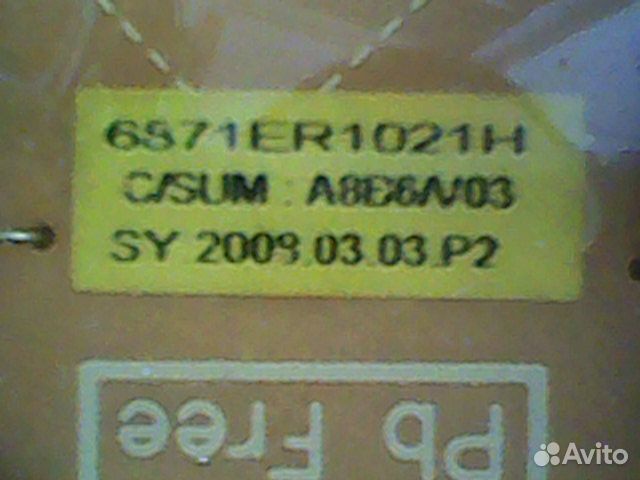 6871ER1021H
C/SUM : A8E6/V03
SY 2009.03.03.P2
Pb Free
Avito